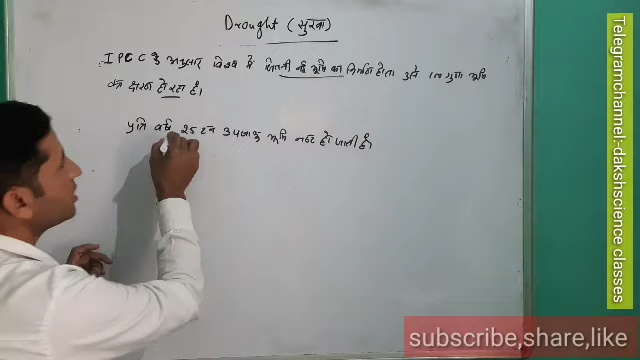 Drought (सुखा)
IPCC के अनुसार विश्व में जितनी नई भूमि का निर्माण होता उसे 100 गुना भूमि
का क्षरण हो रहा है।
प्रति वर्ष 25 टन उपजाऊ भूमि नष्ट हो जाती है।
Telegramchannel-dakshscience classes
subscribe,share,like